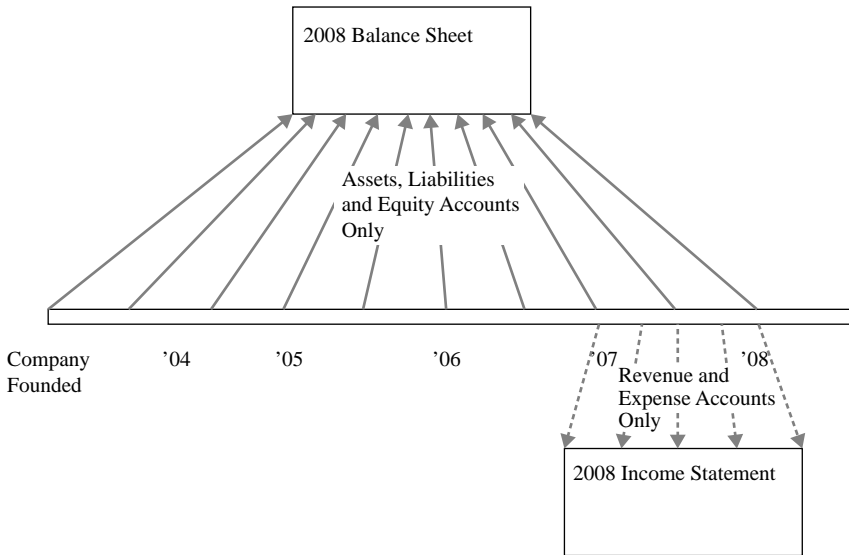 2008 Balance Sheet
Assets, Liabilities
and Equity Accounts
Only
Company
Founded
’04
’05
’06
’07
’08
Revenue and
Expense Accounts
Only
2008 Income Statement